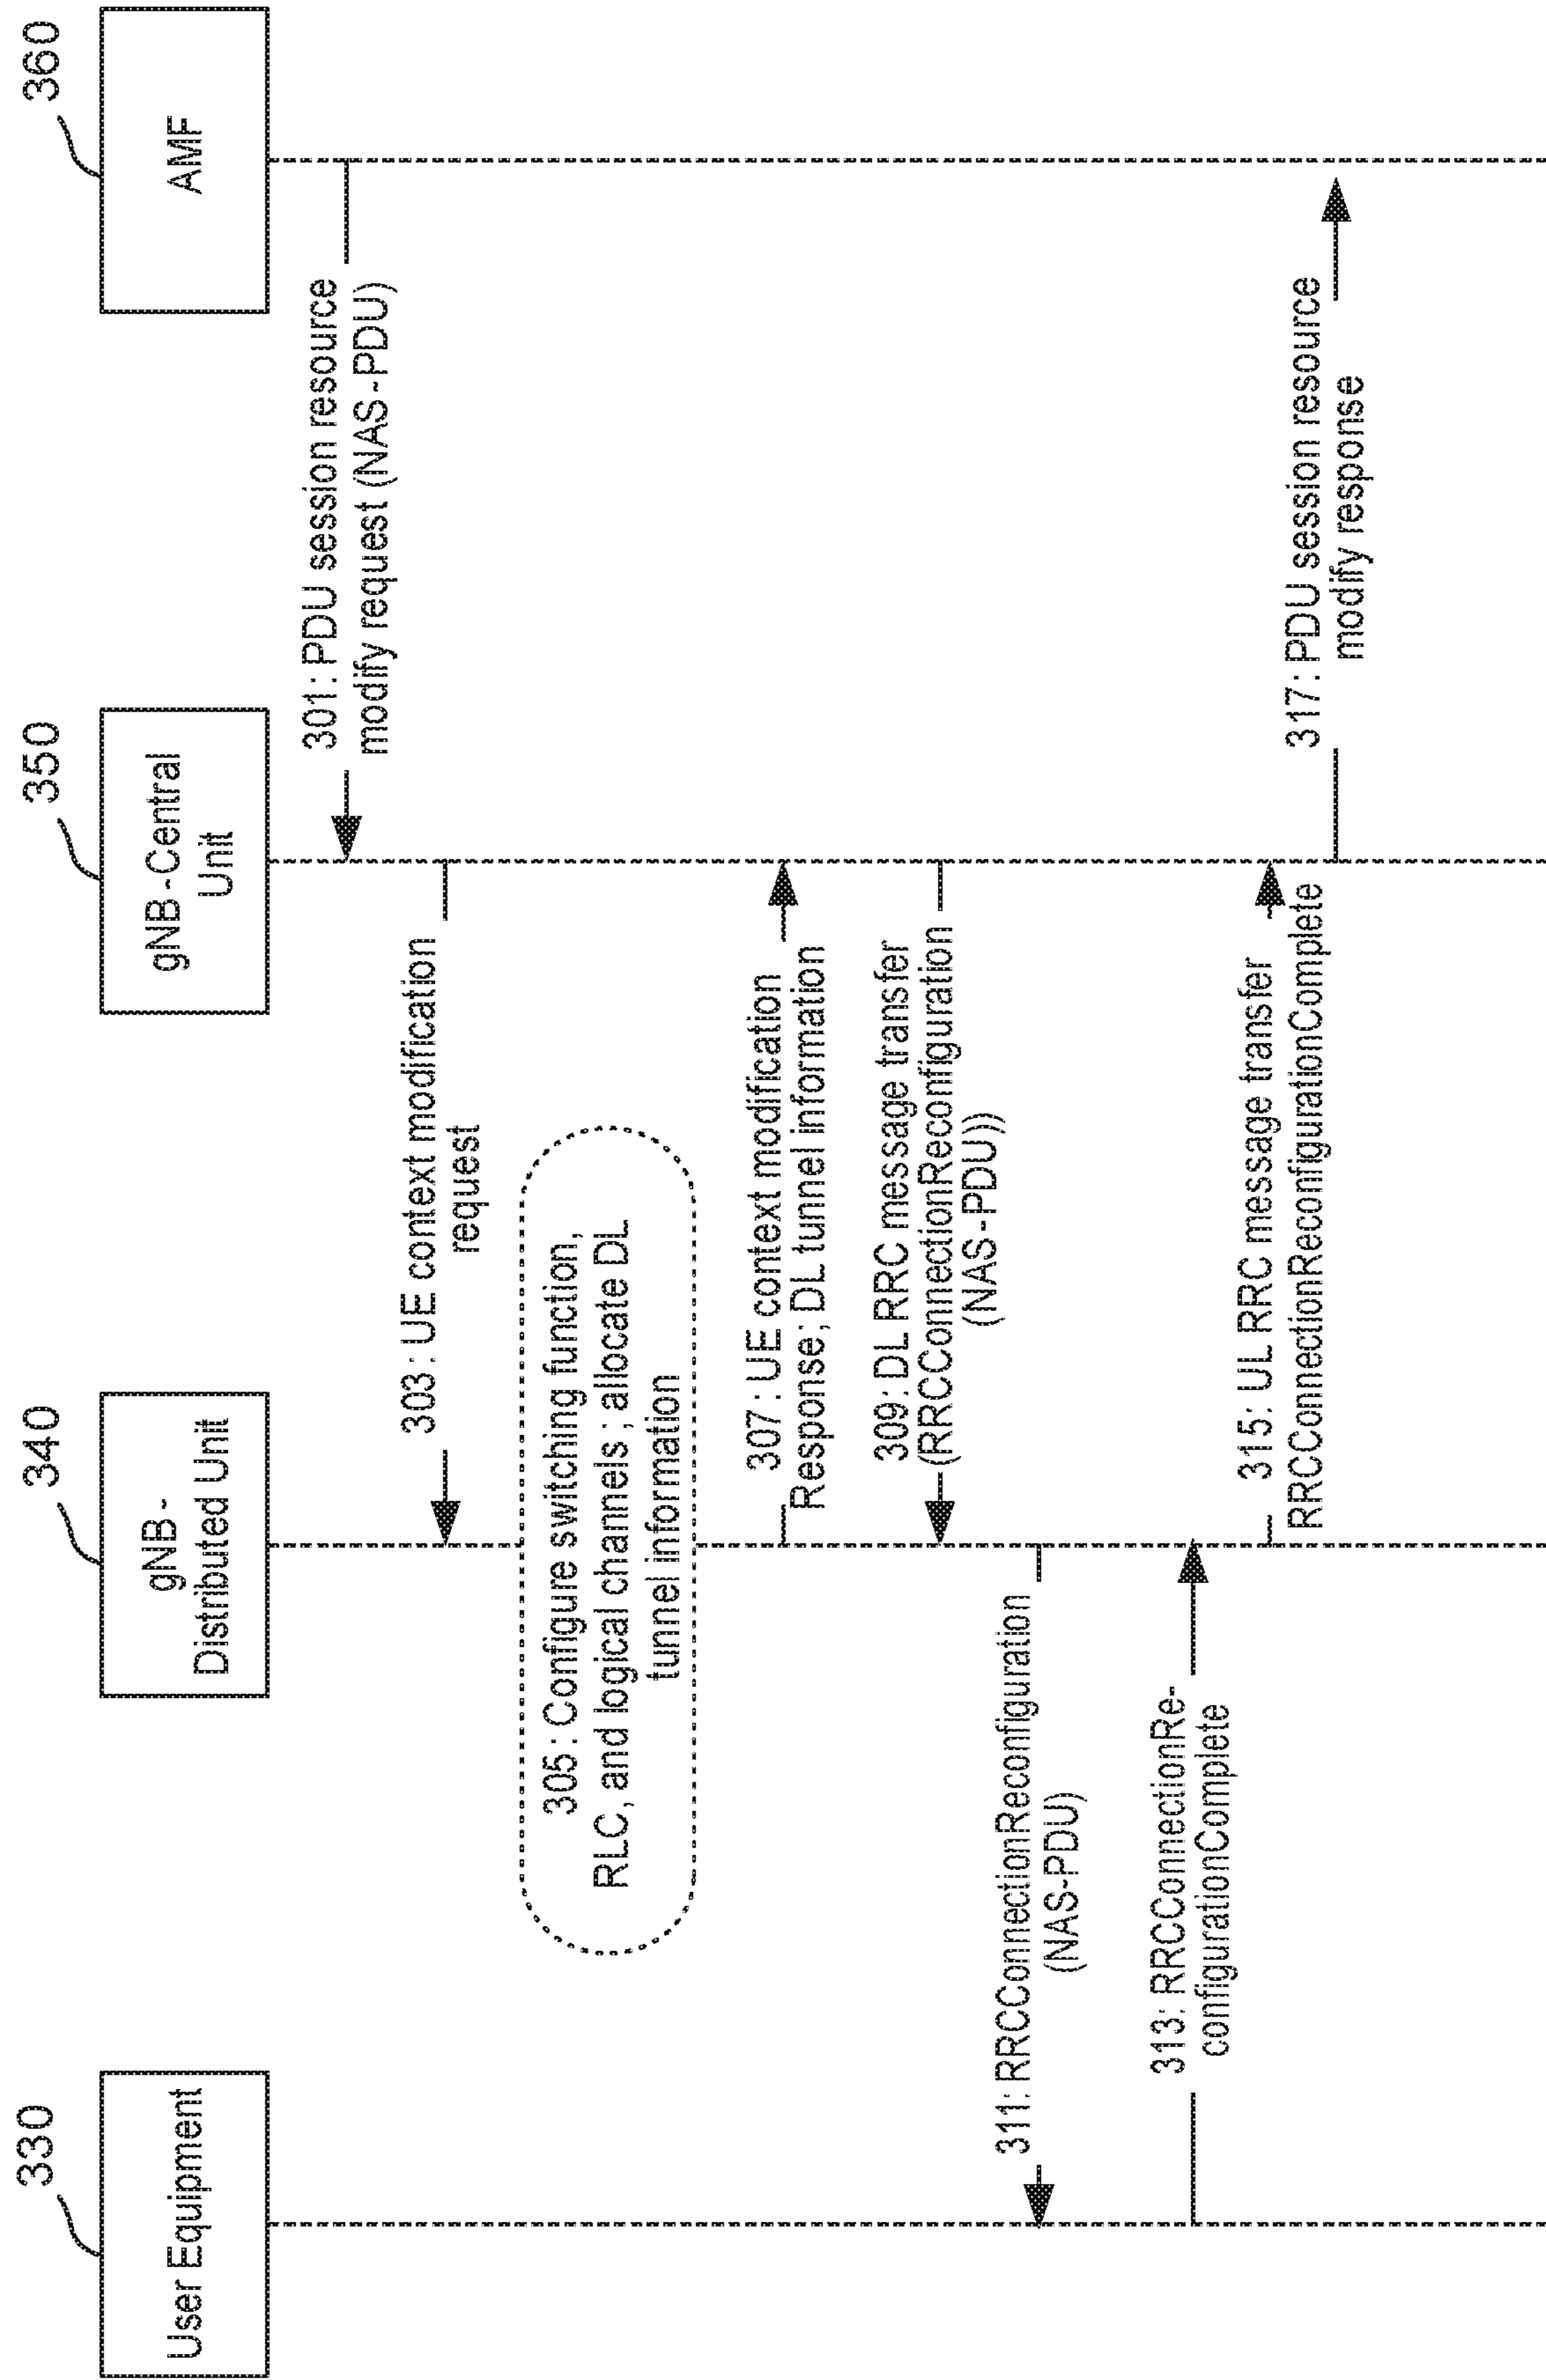 330
340
350
360
User Equipment
gNB -
Distributed Unit
gNB -Central
Unit
AMF
301: PDU session resource
modify request (NAS-PDU)
303: UE context modification
request
305: Configure switching function,
RLC, and logical channels; allocate DL
tunnel information
307: UE context modification
Response; DL tunnel information
309: DL RRC message transfer
(RRCConnectionReconfiguration
(NAS-PDU))
311: RRCConnectionReconfiguration
(NAS-PDU)
313: RRCConnectionRe-
configurationComplete
315: UL RRC message transfer
RRCConnectionReconfigurationComplete
317: PDU session resource
modify response